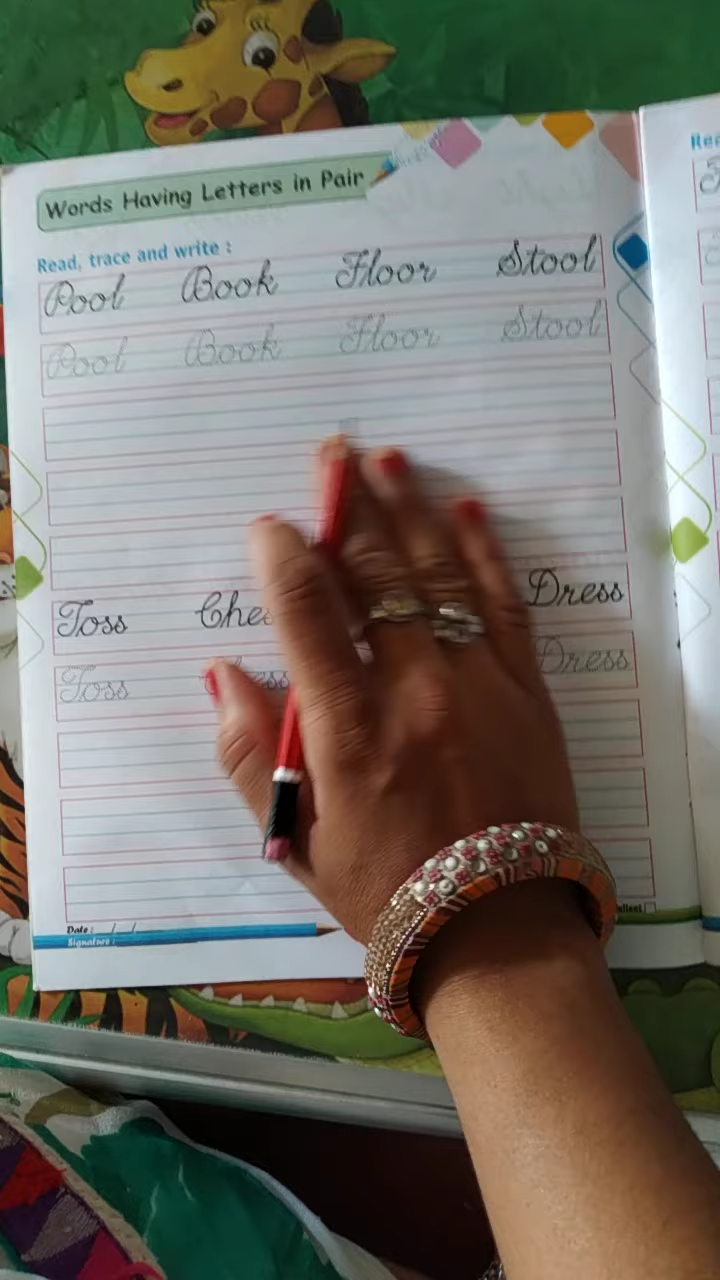 Words Having Letters in Pair
Read, trace and write :
Pool Book Floor Stool
Pool Book Floor Stool
Toss Dress
Toss Dress
Date : / /
Signature :